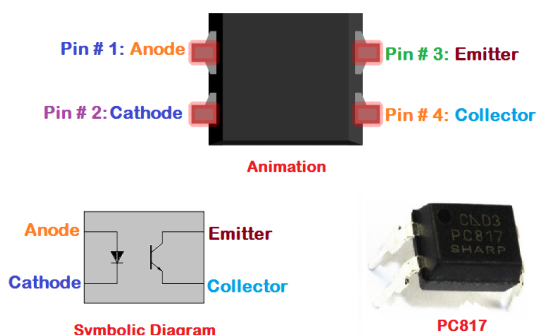 Pin # 1: Anode
Pin # 3: Emitter
Pin # 2: Cathode
Pin # 4: Collector
Animation
Anode
Emitter
Cathode
Collector
Symbolic Diagram
PC817
SHARP
PC817